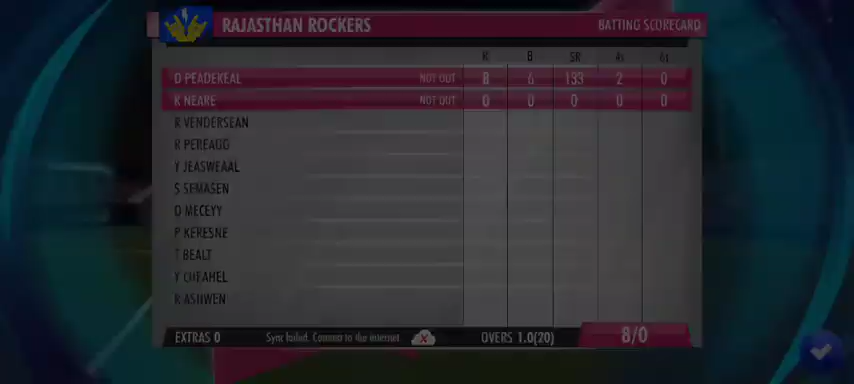 RAJASTHAN ROCKERS BATTING SCORECARD
R B SR 4s 6s
D PEADEKEAL NOT OUT 8 6 133 2 0
K NEARE NOT OUT 0 0 0 0 0
R VENDERSEAN
R PEREAUD
Y JEASWEAAL
S SEMASEN
O MECEYY
P KERESNE
T BEALT
Y CHEAHEL
R ASHWEN
EXTRAS 0 Sync failed. Connect to the internet. OVERS 1.0(20) 8/0